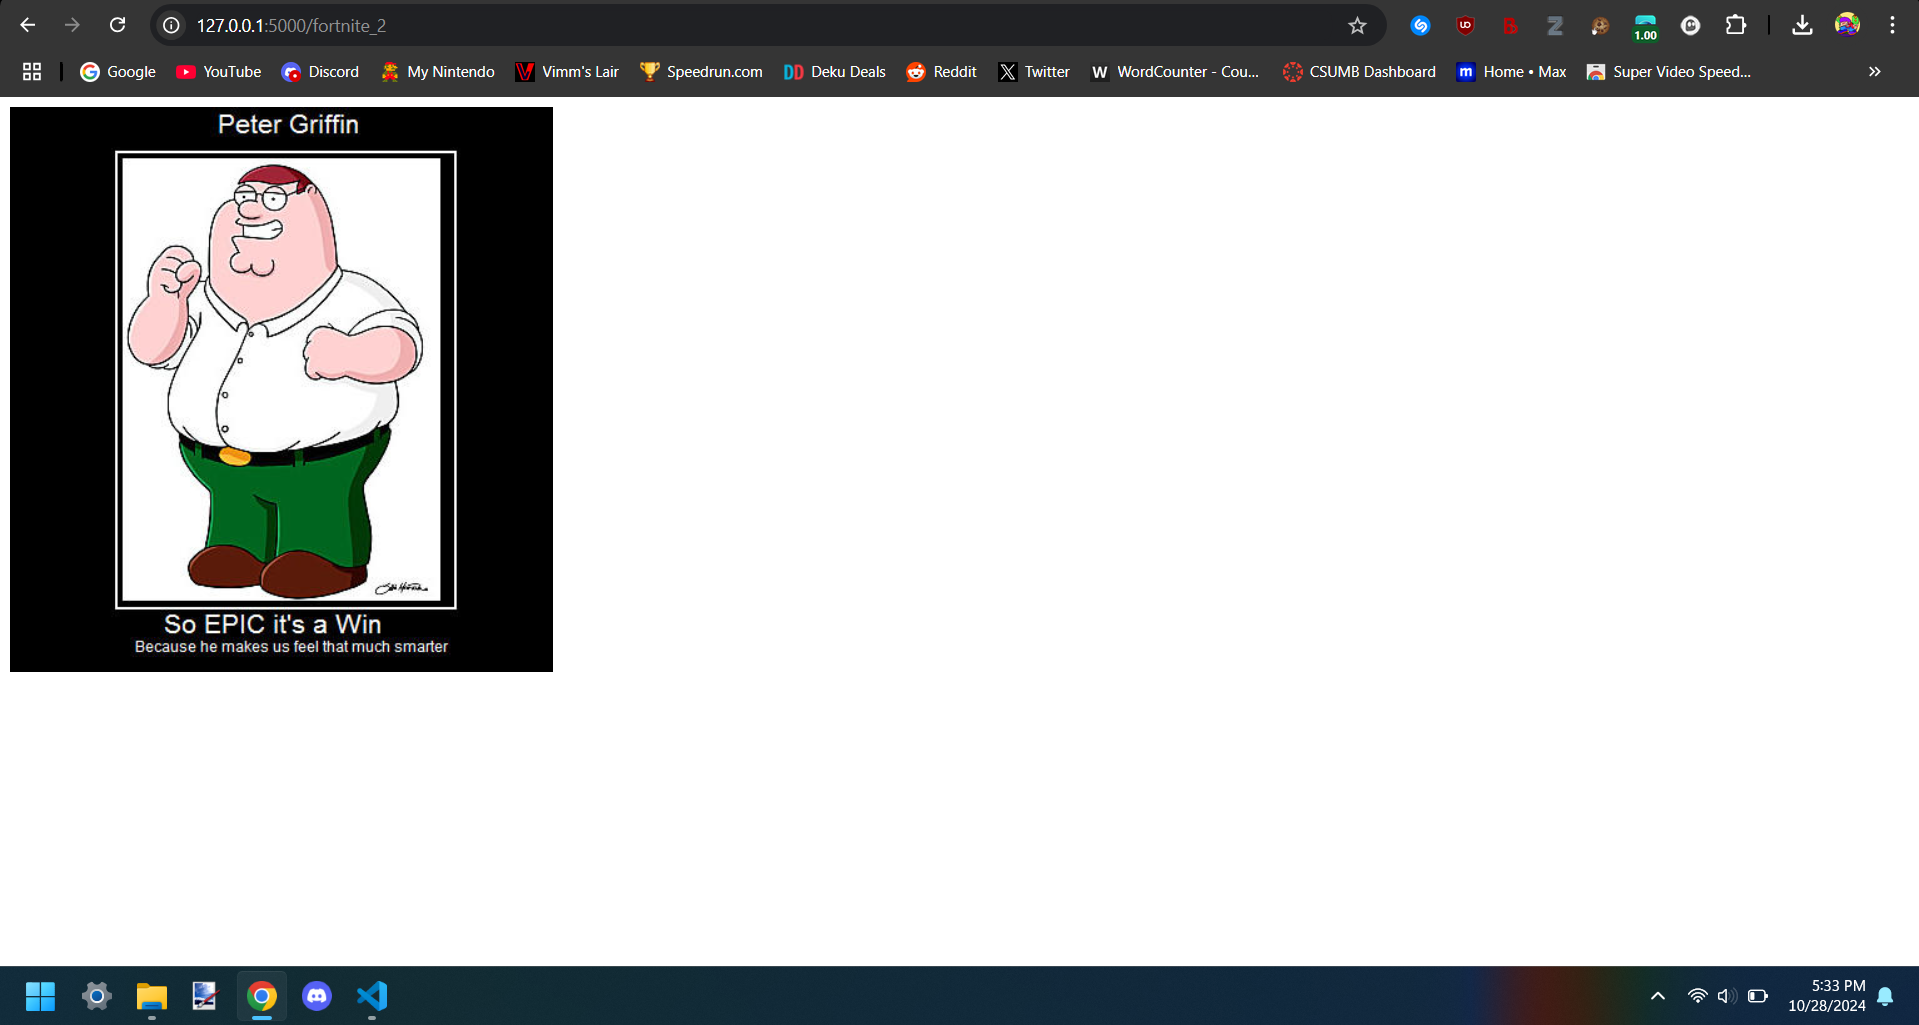 127.0.0.1:5000/fortnite_2
1.00
Google YouTube Discord My Nintendo Vimm's Lair Speedrun.com Deku Deals Reddit Twitter WordCounter - Cou... CSUMB Dashboard Home • Max Super Video Speed...
Peter Griffin
So EPIC it's a Win
Because he makes us feel that much smarter
5:33 PM
10/28/2024